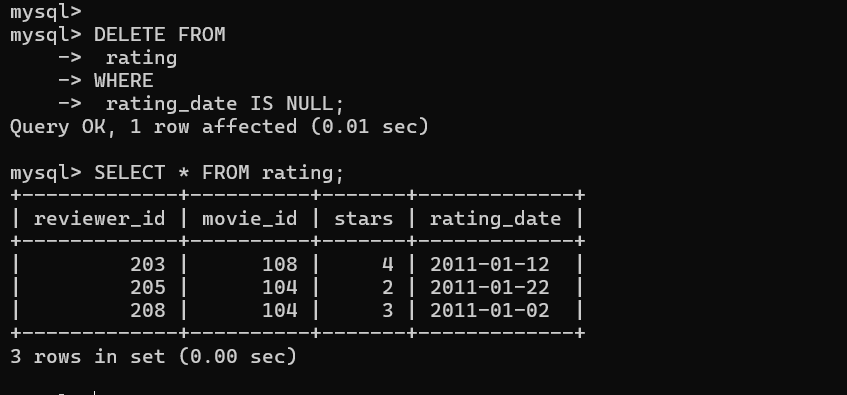 mysql>
mysql> DELETE FROM
    ->  rating
    -> WHERE
    ->  rating_date IS NULL;
Query OK, 1 row affected (0.01 sec)
mysql> SELECT * FROM rating;
+-------------+----------+-------+-------------+
| reviewer_id | movie_id | stars | rating_date |
+-------------+----------+-------+-------------+
|         203 |      108 |     4 | 2011-01-12  |
|         205 |      104 |     2 | 2011-01-22  |
|         208 |      104 |     3 | 2011-01-02  |
+-------------+----------+-------+-------------+
3 rows in set (0.00 sec)